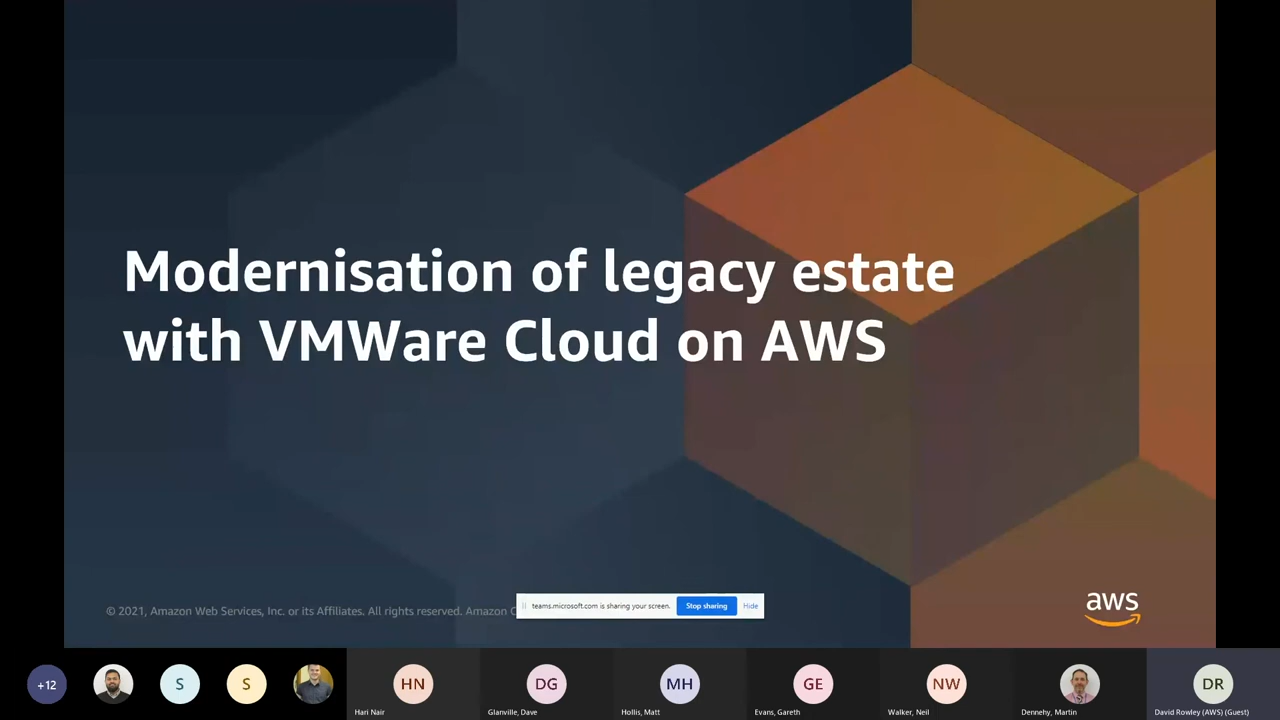 Modernisation of legacy estate
with VMWare Cloud on AWS
© 2021, Amazon Web Services, Inc. or its Affiliates. All rights reserved. Amazon
teams.microsoft.com is sharing your screen. Stop sharing Hide
aws
+12
S
S
HN
DG
MH
GE
NW
DR
Hari Nair
Glanville, Dave
Hollis, Matt
Evans, Gareth
Walker, Neil
Dennehy, Martin
David Rowley (AWS) (Guest)